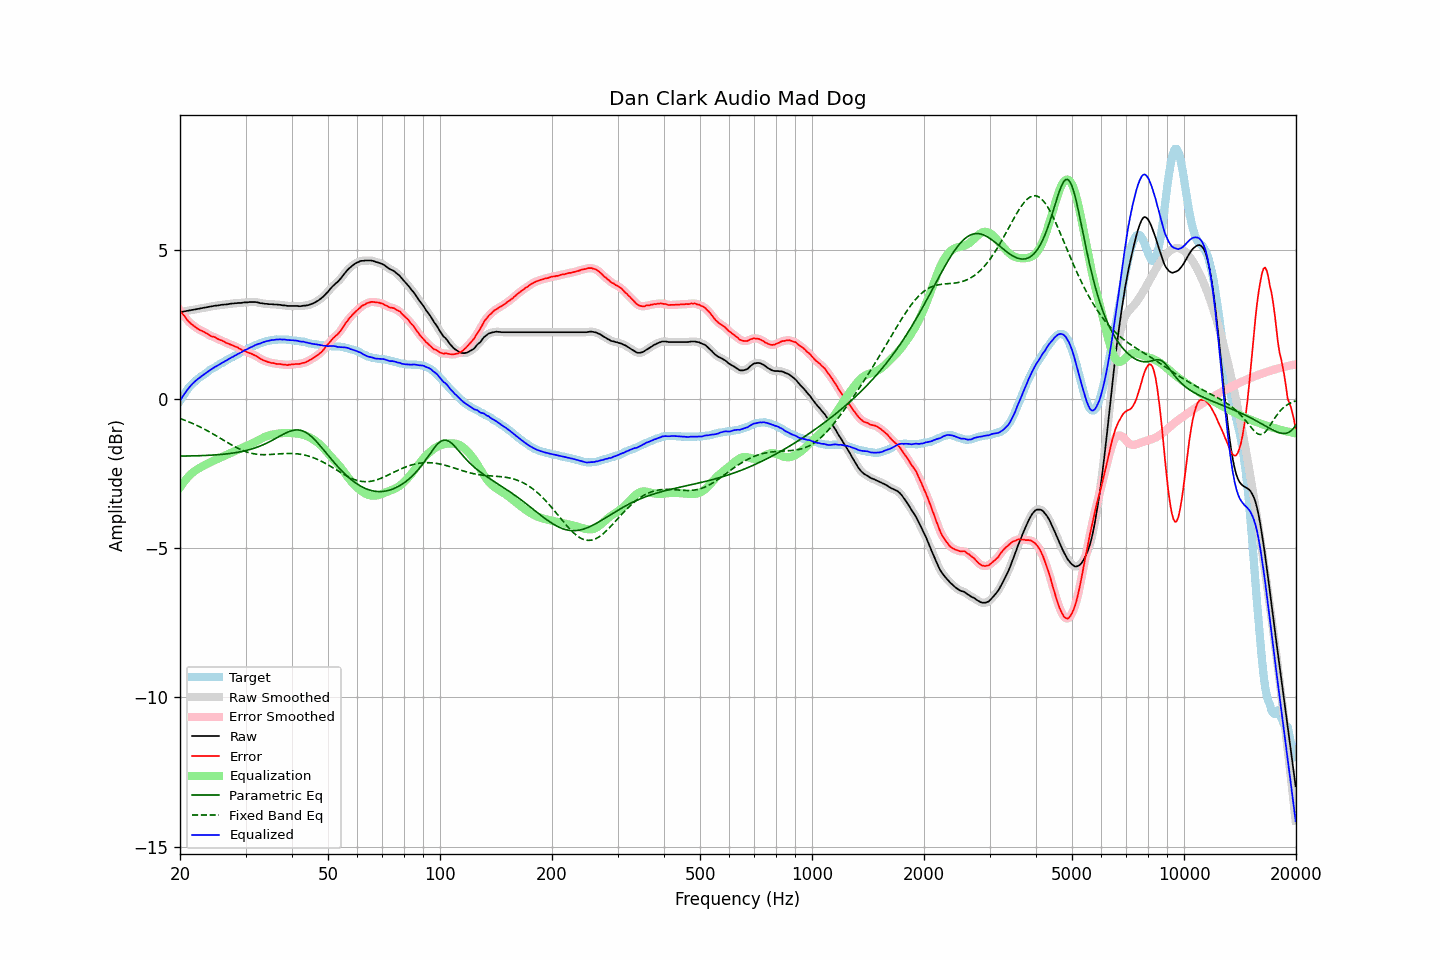 Dan Clark Audio Mad Dog
Amplitude (dBr)
5
0
−5
−10
−15
Target
Raw Smoothed
Error Smoothed
Raw
Error
Equalization
Parametric Eq
Fixed Band Eq
Equalized
20
50
100
200
500
1000
2000
5000
10000
20000
Frequency (Hz)